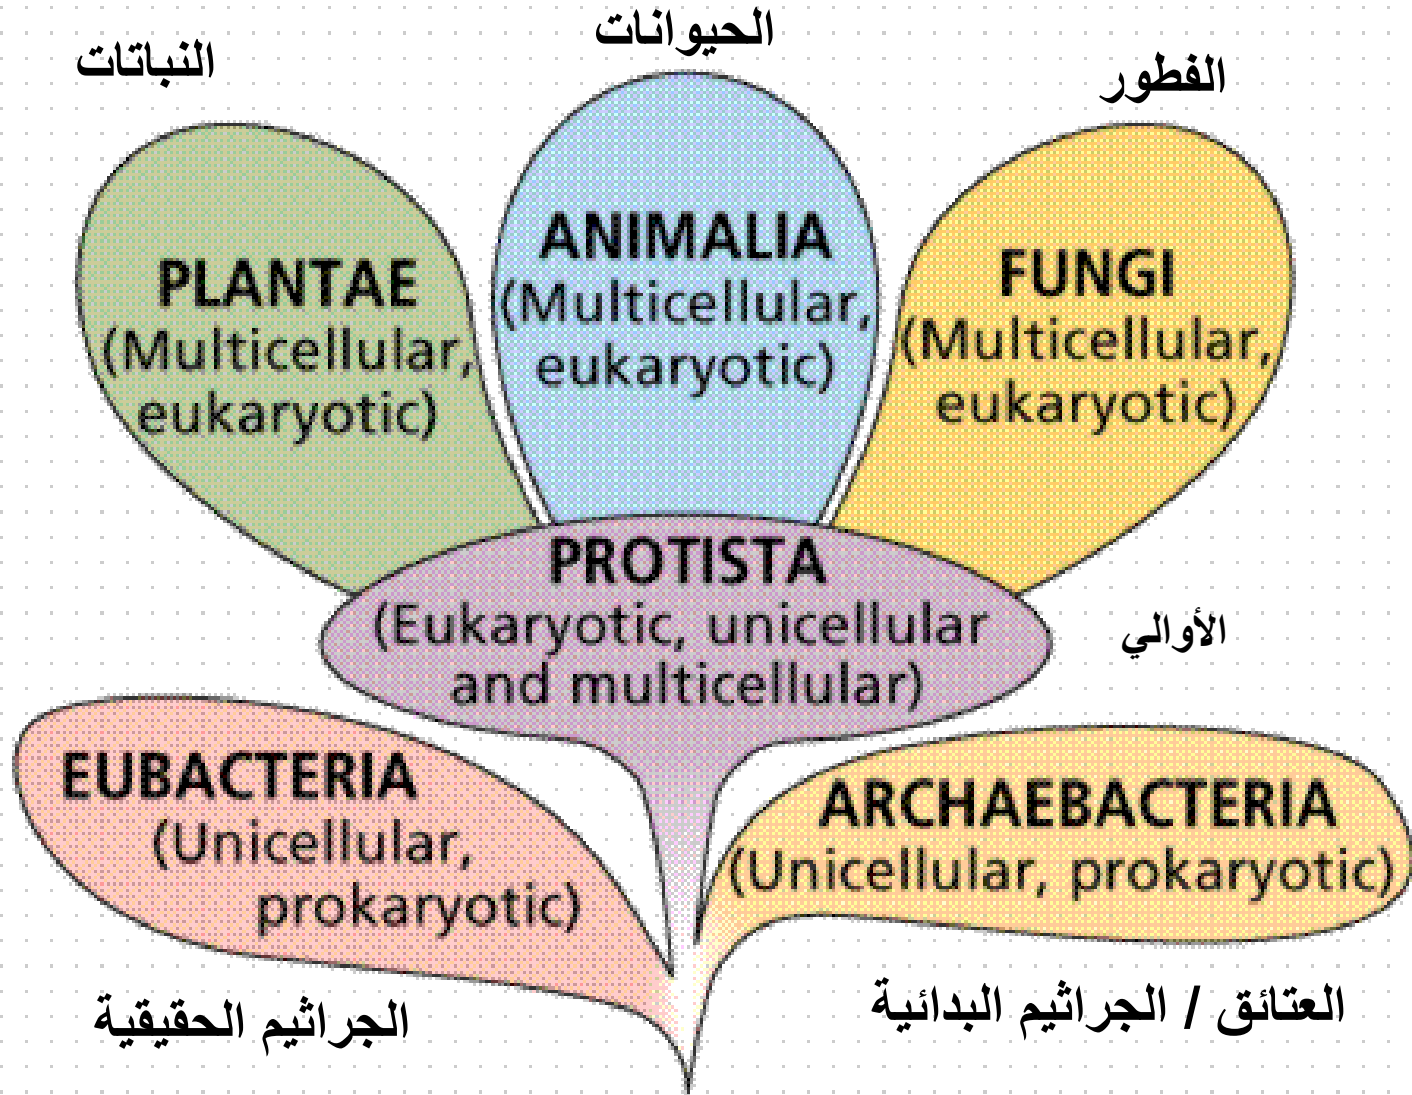 النباتات
الحيوانات
الفطور
PLANTAE
(Multicellular,
eukaryotic)
ANIMALIA
(Multicellular,
eukaryotic)
FUNGI
(Multicellular,
eukaryotic)
PROTISTA
(Eukaryotic, unicellular
and multicellular)
الأوالي
EUBACTERIA
(Unicellular,
prokaryotic)
ARCHAEBACTERIA
(Unicellular, prokaryotic)
الجراثيم الحقيقية
العتائق / الجراثيم البدائية